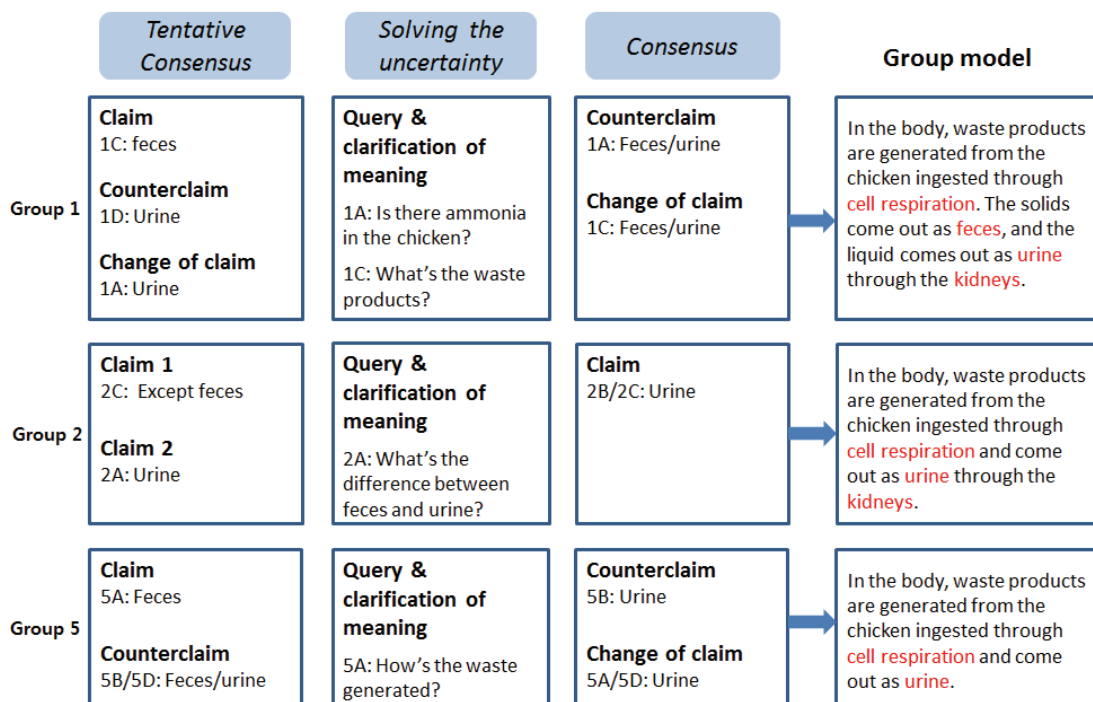 Tentative
Consensus
Solving the
uncertainty
Consensus
Group model
Group 1
Claim
1C: feces
Counterclaim
1D: Urine
Change of claim
1A: Urine
Query &
clarification of
meaning
1A: Is there ammonia
in the chicken?
1C: What's the waste
products?
Counterclaim
1A: Feces/urine
Change of claim
1C: Feces/urine
In the body, waste products
are generated from the
chicken ingested through
cell respiration. The solids
come out as feces, and the
liquid comes out as urine
through the kidneys.
Group 2
Claim 1
2C:  Except feces
Claim 2
2A: Urine
Query &
clarification of
meaning
2A: What's the
difference between
feces and urine?
Claim
2B/2C: Urine
In the body, waste products
are generated from the
chicken ingested through
cell respiration and come
out as urine through the
kidneys.
Group 5
Claim
5A: Feces
Counterclaim
5B/5D: Feces/urine
Query &
clarification of
meaning
5A: How's the waste
generated?
Counterclaim
5B: Urine
Change of claim
5A/5D: Urine
In the body, waste products
are generated from the
chicken ingested through
cell respiration and come
out as urine.